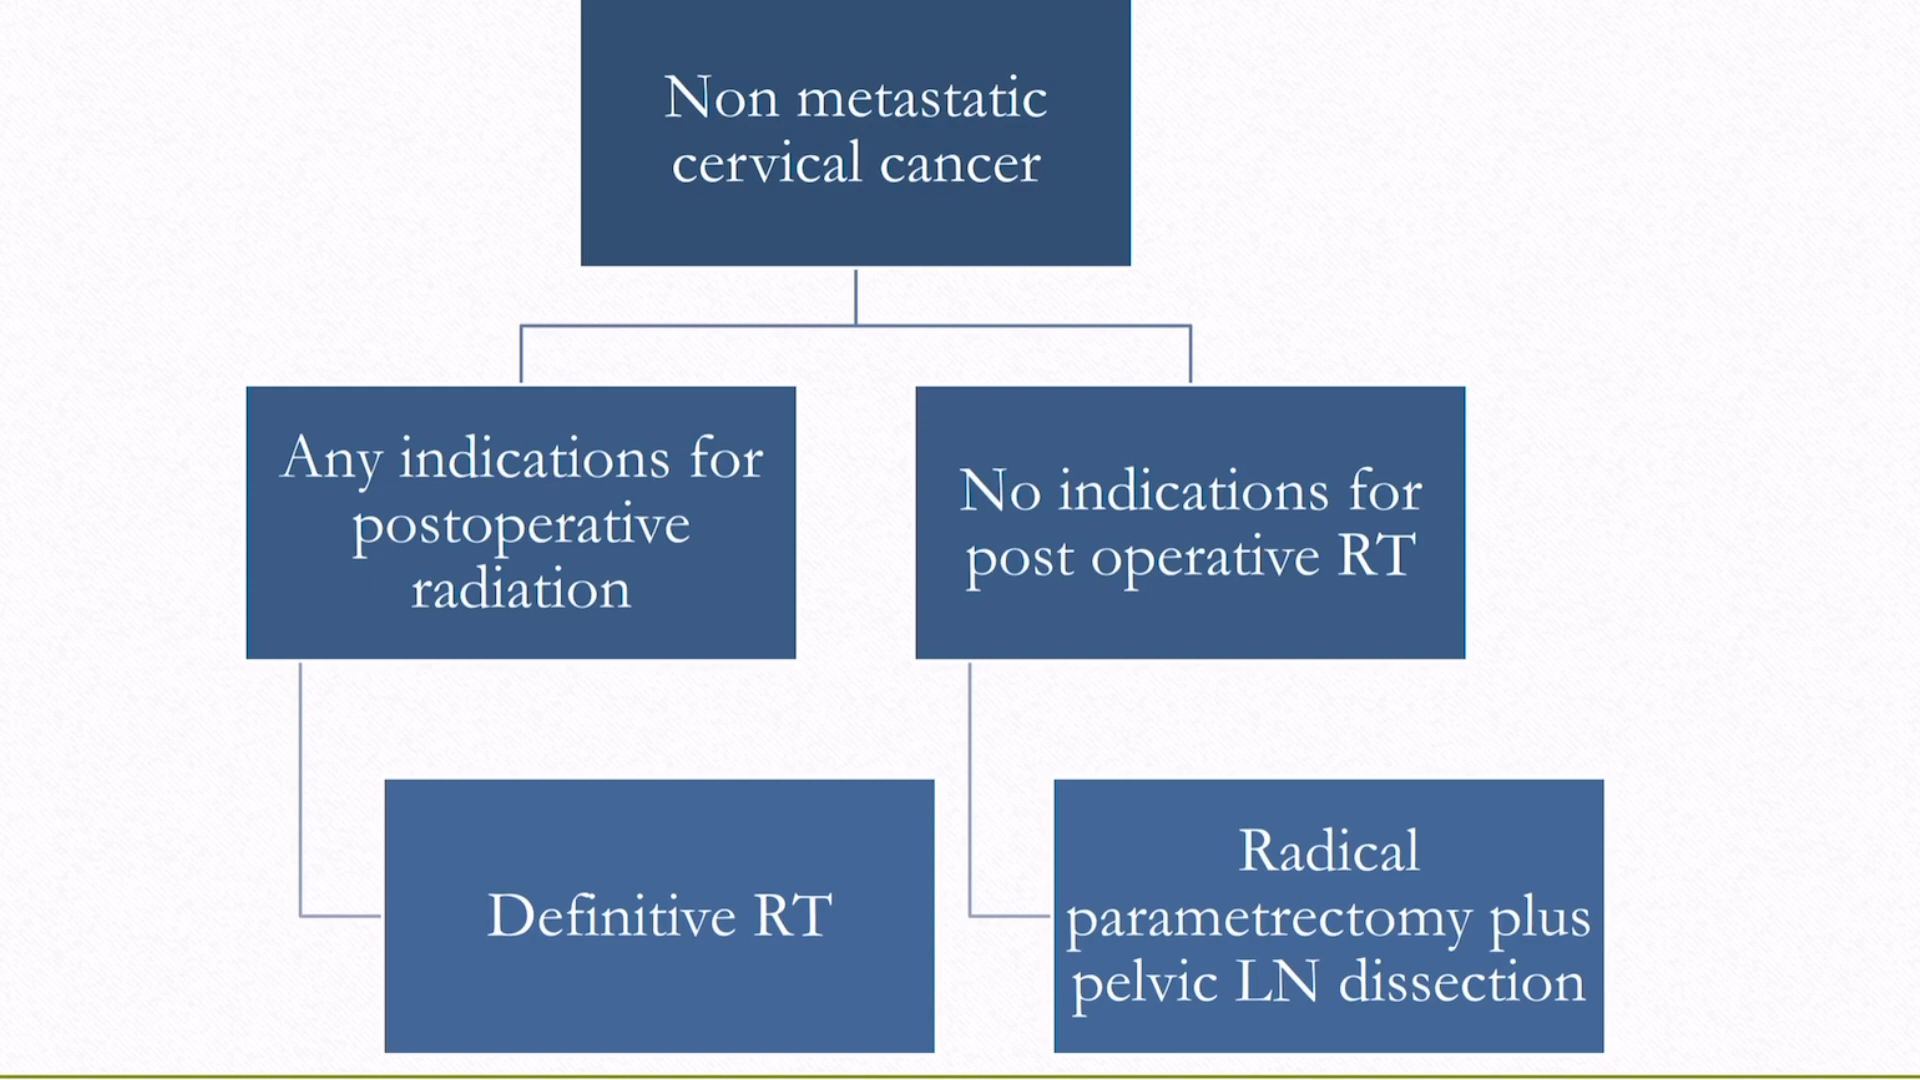 Non metastatic
cervical cancer
Any indications for
postoperative
radiation
No indications for
post operative RT
Definitive RT
Radical
parametrectomy plus
pelvic LN dissection